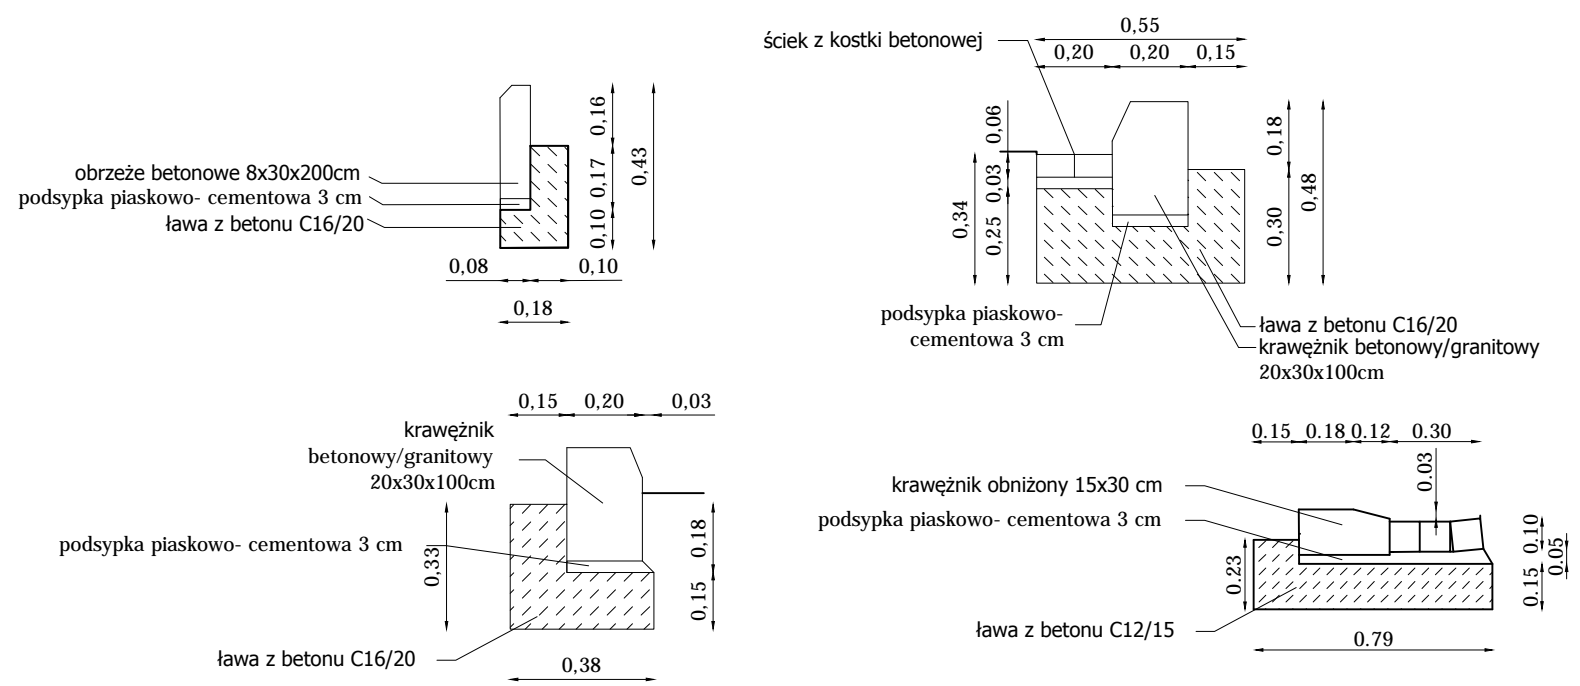 0,16
0,17
0,43
0,10
obrzeże betonowe 8x30x200cm
podsypka piaskowo- cementowa 3 cm
ława z betonu C16/20
0,08
0,10
0,18
0,55
ściek z kostki betonowej
0,20
0,20
0,15
0,06
0,03
0,34
0,25
0,18
0,48
0,30
podsypka piaskowo-
cementowa 3 cm
ława z betonu C16/20
krawężnik betonowy/granitowy
20x30x100cm
0,15
0,20
0,03
krawężnik
betonowy/granitowy
20x30x100cm
podsypka piaskowo- cementowa 3 cm
0,33
0,18
0,15
ława z betonu C16/20
0,38
0.15
0.18
0.12
0.30
0.03
krawężnik obniżony 15x30 cm
podsypka piaskowo- cementowa 3 cm
0.10
0.05
0.23
0.15
ława z betonu C12/15
0.79